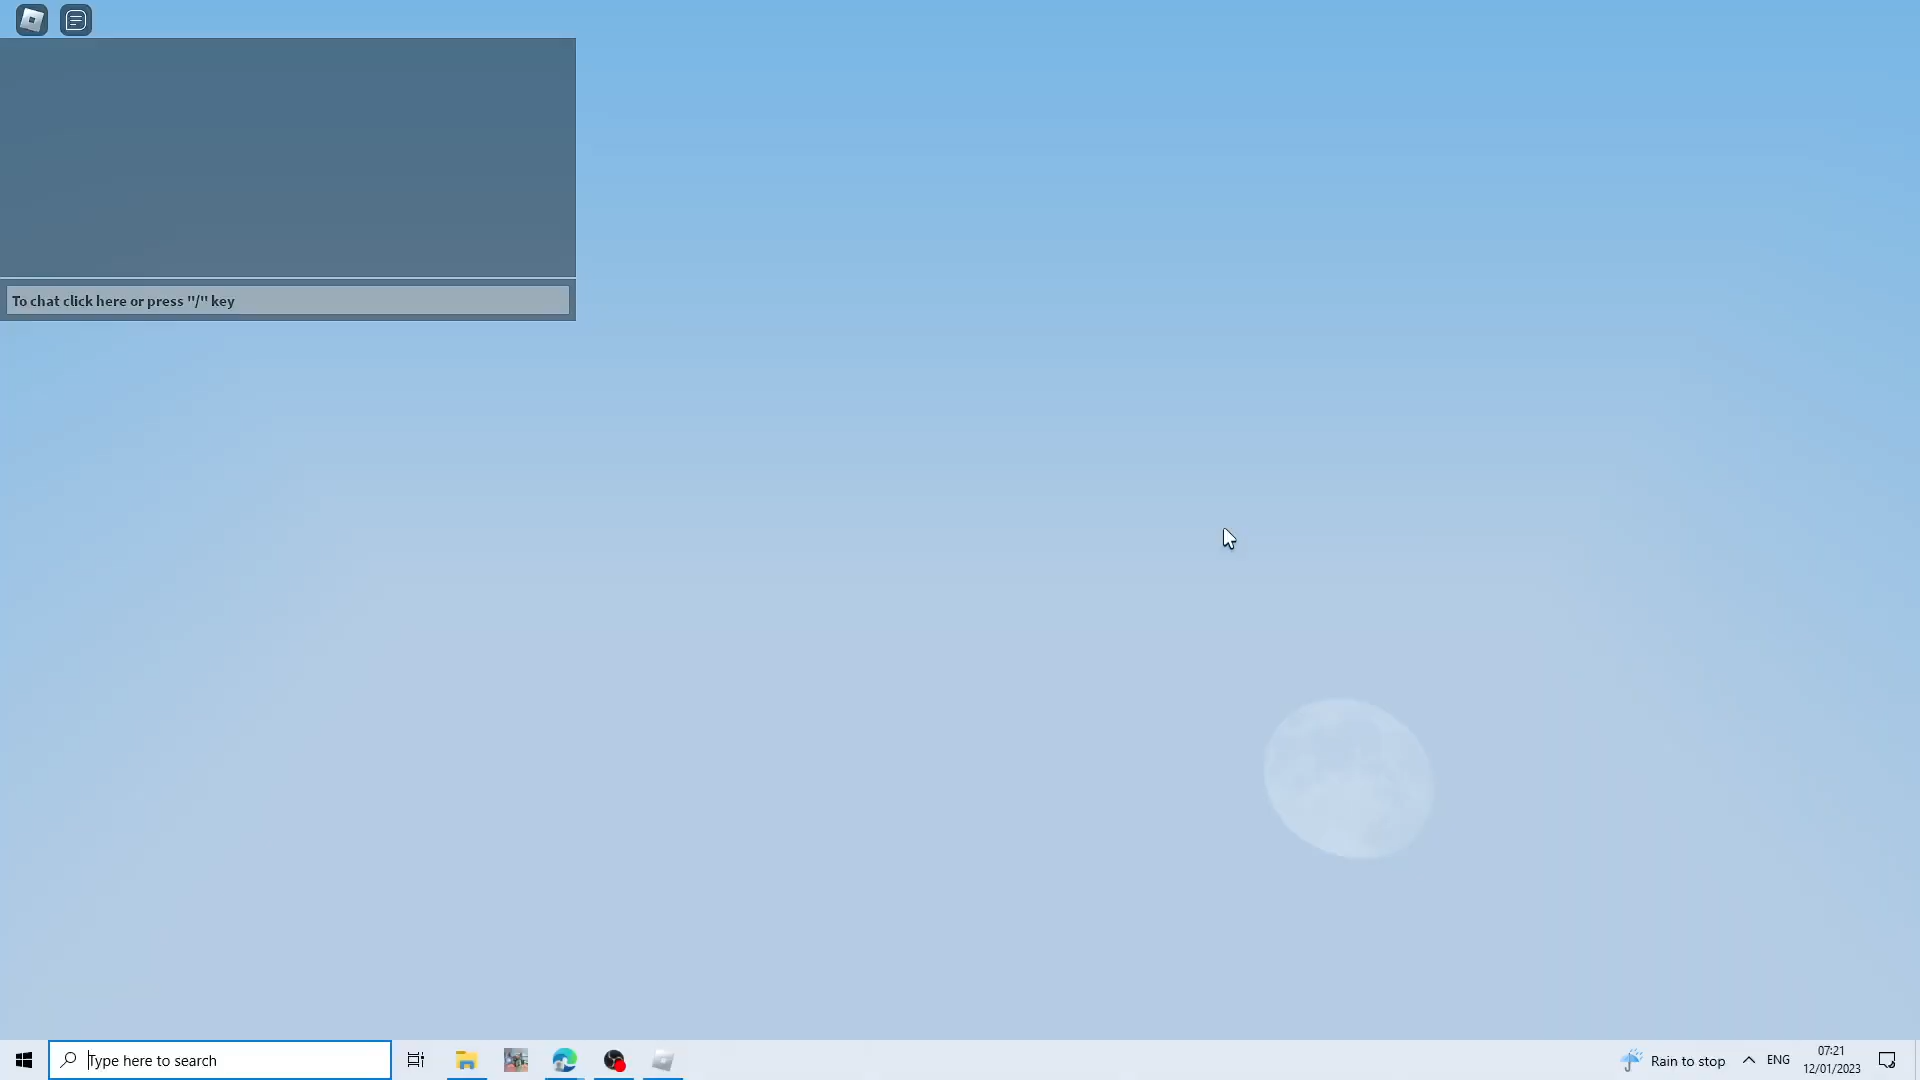 To chat click here or press "/" key
Type here to search
Rain to stop
ENG
07:21
12/01/2023